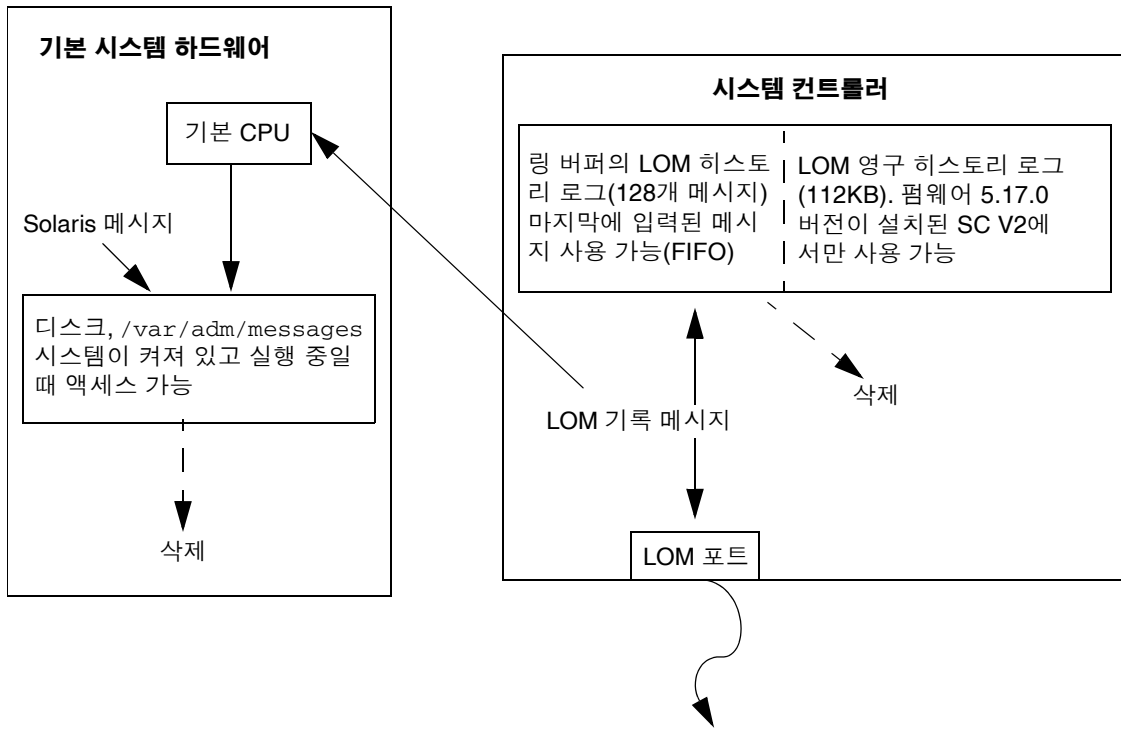 기본 시스템 하드웨어
기본 CPU
Solaris 메시지
디스크, /var/adm/messages
시스템이 켜져 있고 실행 중일
때 액세스 가능
삭제
시스템 컨트롤러
링 버퍼의 LOM 히스토
리 로그(128개 메시지)
마지막에 입력된 메시
지 사용 가능(FIFO)
LOM 영구 히스토리 로그
(112KB). 펌웨어 5.17.0
버전이 설치된 SC V2에
서만 사용 가능
삭제
LOM 기록 메시지
LOM 포트